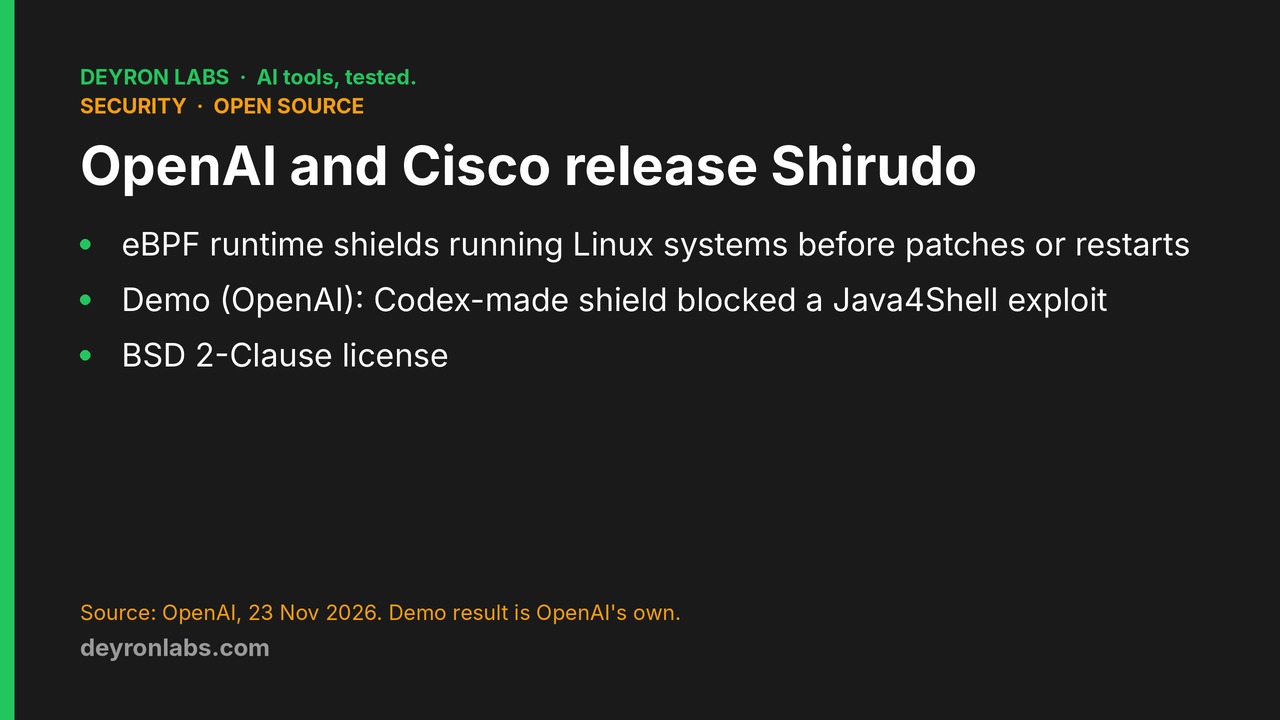 DEYRON LABS · AI tools, tested.
SECURITY · OPEN SOURCE
OpenAI and Cisco release Shirudo
• eBPF runtime shields running Linux systems before patches or restarts
• Demo (OpenAI): Codex-made shield blocked a Java4Shell exploit
• BSD 2-Clause license
Source: OpenAI, 23 Nov 2026. Demo result is OpenAI's own.
deyronlabs.com